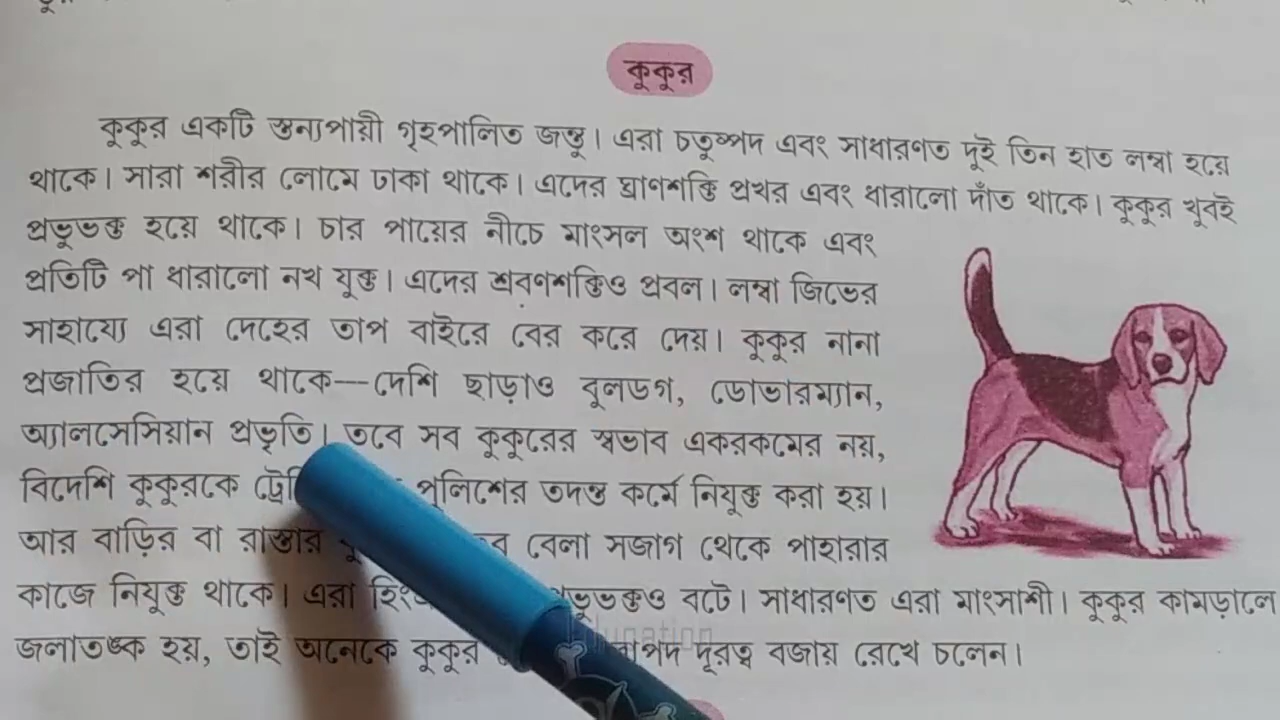 কুকুর
কুকুর একটি স্তন্যপায়ী গৃহপালিত জন্তু। এরা চতুষ্পদ এবং সাধারণত দুই তিন হাত লম্বা হয়ে
থাকে। সারা শরীর লোমে ঢাকা থাকে। এদের ঘ্রাণশক্তি প্রখর এবং ধারালো দাঁত থাকে। কুকুর খুবই
প্রভুভক্ত হয়ে থাকে। চার পায়ের নীচে মাংসল অংশ থাকে এবং
প্রতিটি পা ধারালো নখ যুক্ত। এদের শ্রবণশক্তিও প্রবল। লম্বা জিভের
সাহায্যে এরা দেহের তাপ বাইরে বের করে দেয়। কুকুর নানা
প্রজাতির হয়ে থাকে—দেশি ছাড়াও বুলডগ, ডোভারম্যান,
অ্যালসেসিয়ান প্রভৃতি। তবে সব কুকুরের স্বভাব একরকমের নয়,
বিদেশি কুকুরকে পুলিশের তদন্ত কর্মে নিযুক্ত করা হয়।
আর বাড়ির বা রাস্তার বেলা সজাগ থেকে পাহারার
কাজে নিযুক্ত থাকে। এরা বটে। সাধারণত এরা মাংসাশী। কুকুর কামড়ালে
জলাতঙ্ক হয়, তাই অনেকে কুকুর দূরত্ব বজায় রেখে চলেন।